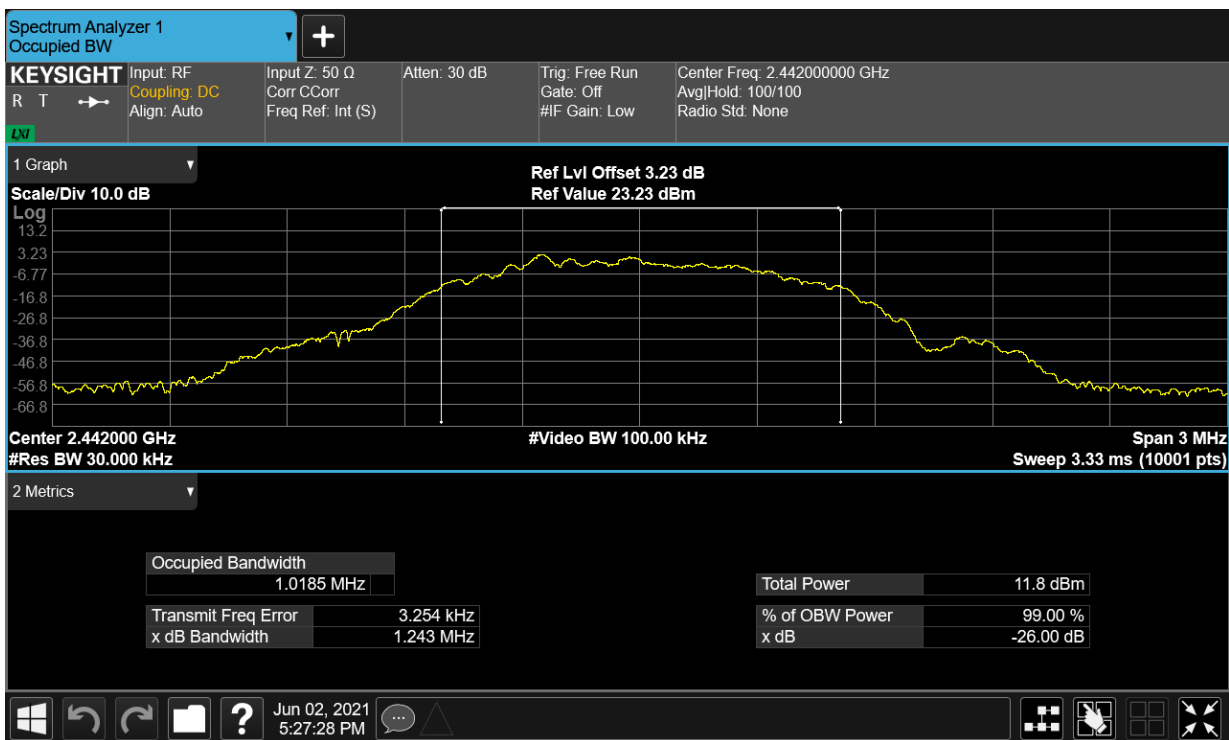 Spectrum Analyzer 1
Occupied BW
+
KEYSIGHT
R T
LXI
Input: RF
Coupling: DC
Align: Auto
Input Z: 50 Ω
Corr CCorr
Freq Ref: Int (S)
Atten: 30 dB
Trig: Free Run
Gate: Off
#IF Gain: Low
Center Freq: 2.442000000 GHz
Avg|Hold: 100/100
Radio Std: None
1 Graph
Scale/Div 10.0 dB
Ref Lvl Offset 3.23 dB
Ref Value 23.23 dBm
Log
13.2
3.23
-6.77
-16.8
-26.8
-36.8
-46.8
-56.8
-66.8
Center 2.442000 GHz
#Video BW 100.00 kHz
Span 3 MHz
#Res BW 30.000 kHz
Sweep 3.33 ms (10001 pts)
2 Metrics
Occupied Bandwidth
1.0185 MHz
Total Power 11.8 dBm
Transmit Freq Error 3.254 kHz
% of OBW Power 99.00 %
x dB Bandwidth 1.243 MHz
x dB -26.00 dB
?
Jun 02, 2021
5:27:28 PM